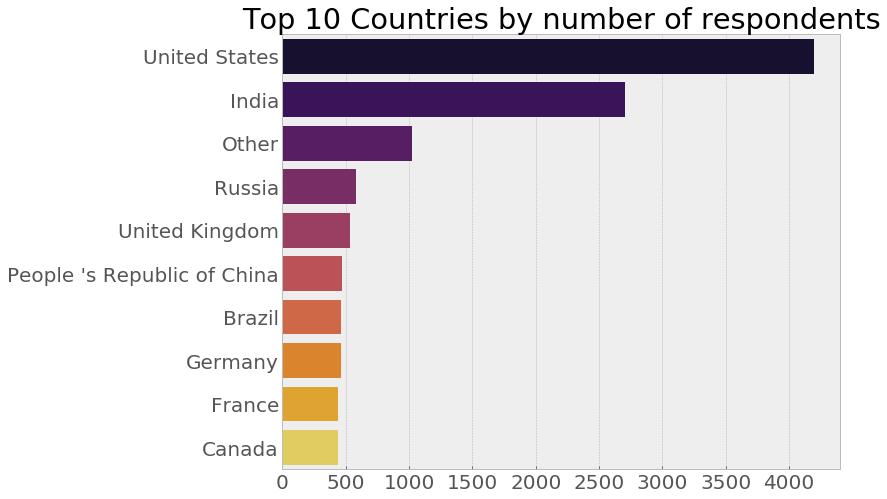 Top 10 Countries by number of respondents
United States
India
Other
Russia
United Kingdom
People 's Republic of China
Brazil
Germany
France
Canada
0 500 1000 1500 2000 2500 3000 3500 4000